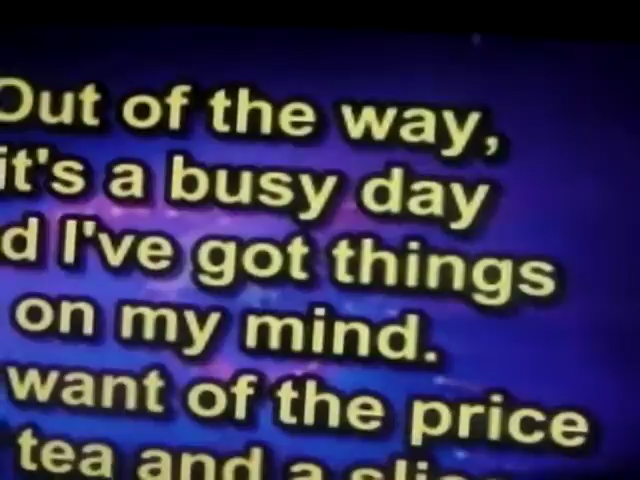 Out of the way,
it's a busy day
d I've got things
on my mind.
want of the price
tea and a